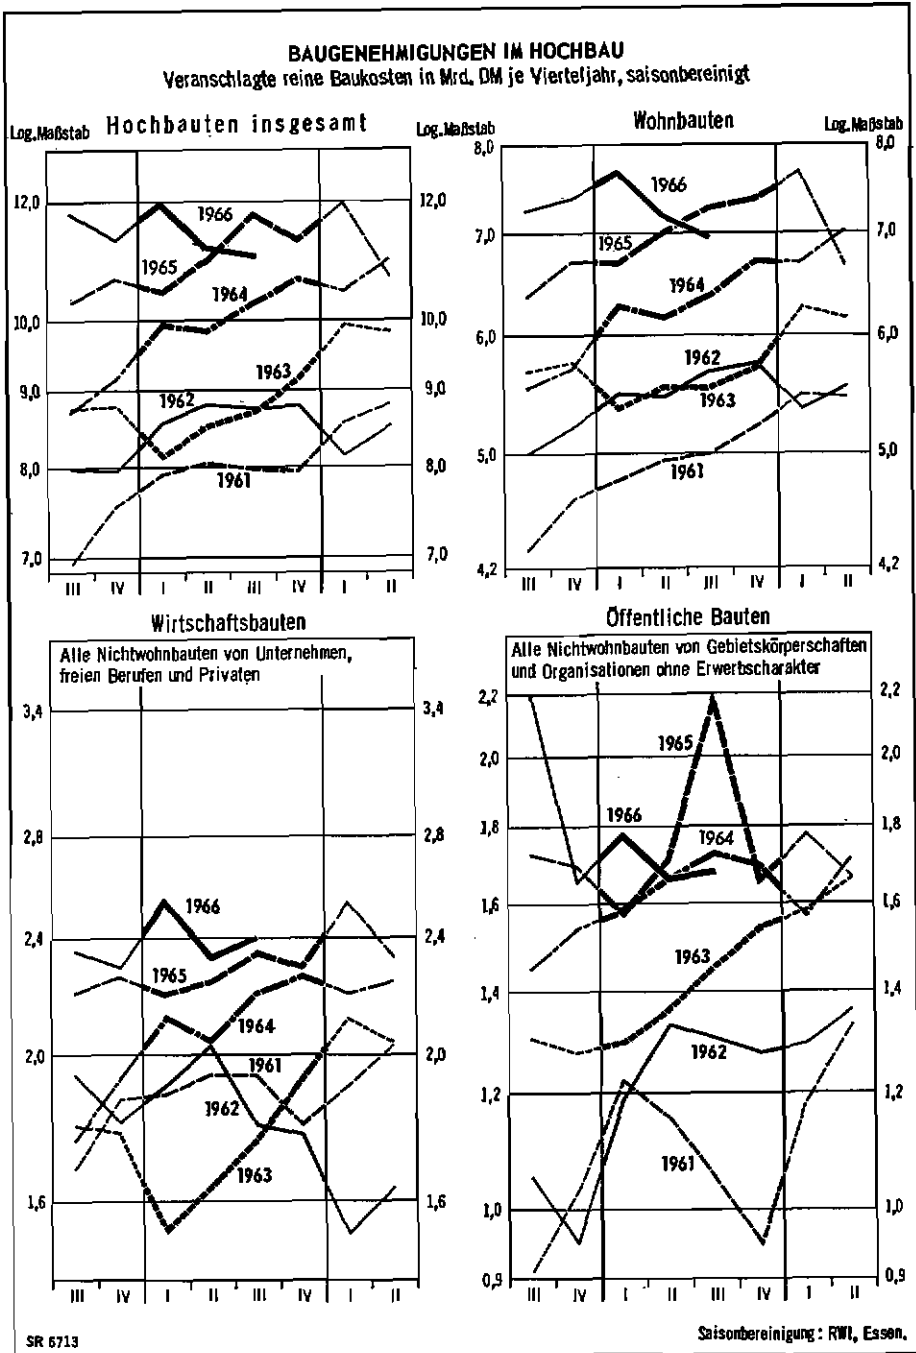 BAUGENEHMIGUNGEN IM HOCHBAU
Veranschlagte reine Baukosten in Mrd. DM je Vierteljahr, saisonbereinigt
Log.Maßstab Hochbauten insgesamt Log.Maßstab
12,0 12,0
1966
1965
1964
10,0 10,0
1963
9,0 9,0
1962
8,0 8,0
1961
7,0 7,0
III IV I II III IV I II
Wohnbauten Log.Maßstab
8,0 8,0
1966
7,0 7,0
1965
1964
6,0 6,0
1962
1963
5,0 5,0
1961
4,2 4,2
III IV I II III IV I II
Wirtschaftsbauten
Alle Nichtwohnbauten von Unternehmen,
freien Berufen und Privaten
3,4 3,4
2,8 2,8
1966
2,4 2,4
1965
1964
2,0 2,0
1961
1962
1963
1,6 1,6
III IV I II III IV I II
Öffentliche Bauten
Alle Nichtwohnbauten von Gebietskörperschaften
und Organisationen ohne Erwerbscharakter
2,2 2,2
1965
2,0 2,0
1966
1,8 1,8
1964
1,6 1,6
1963
1,4 1,4
1962
1,2 1,2
1961
1,0 1,0
0,9 0,9
III IV I II III IV I II
SR 6713
Saisonbereinigung: RWI, Essen.